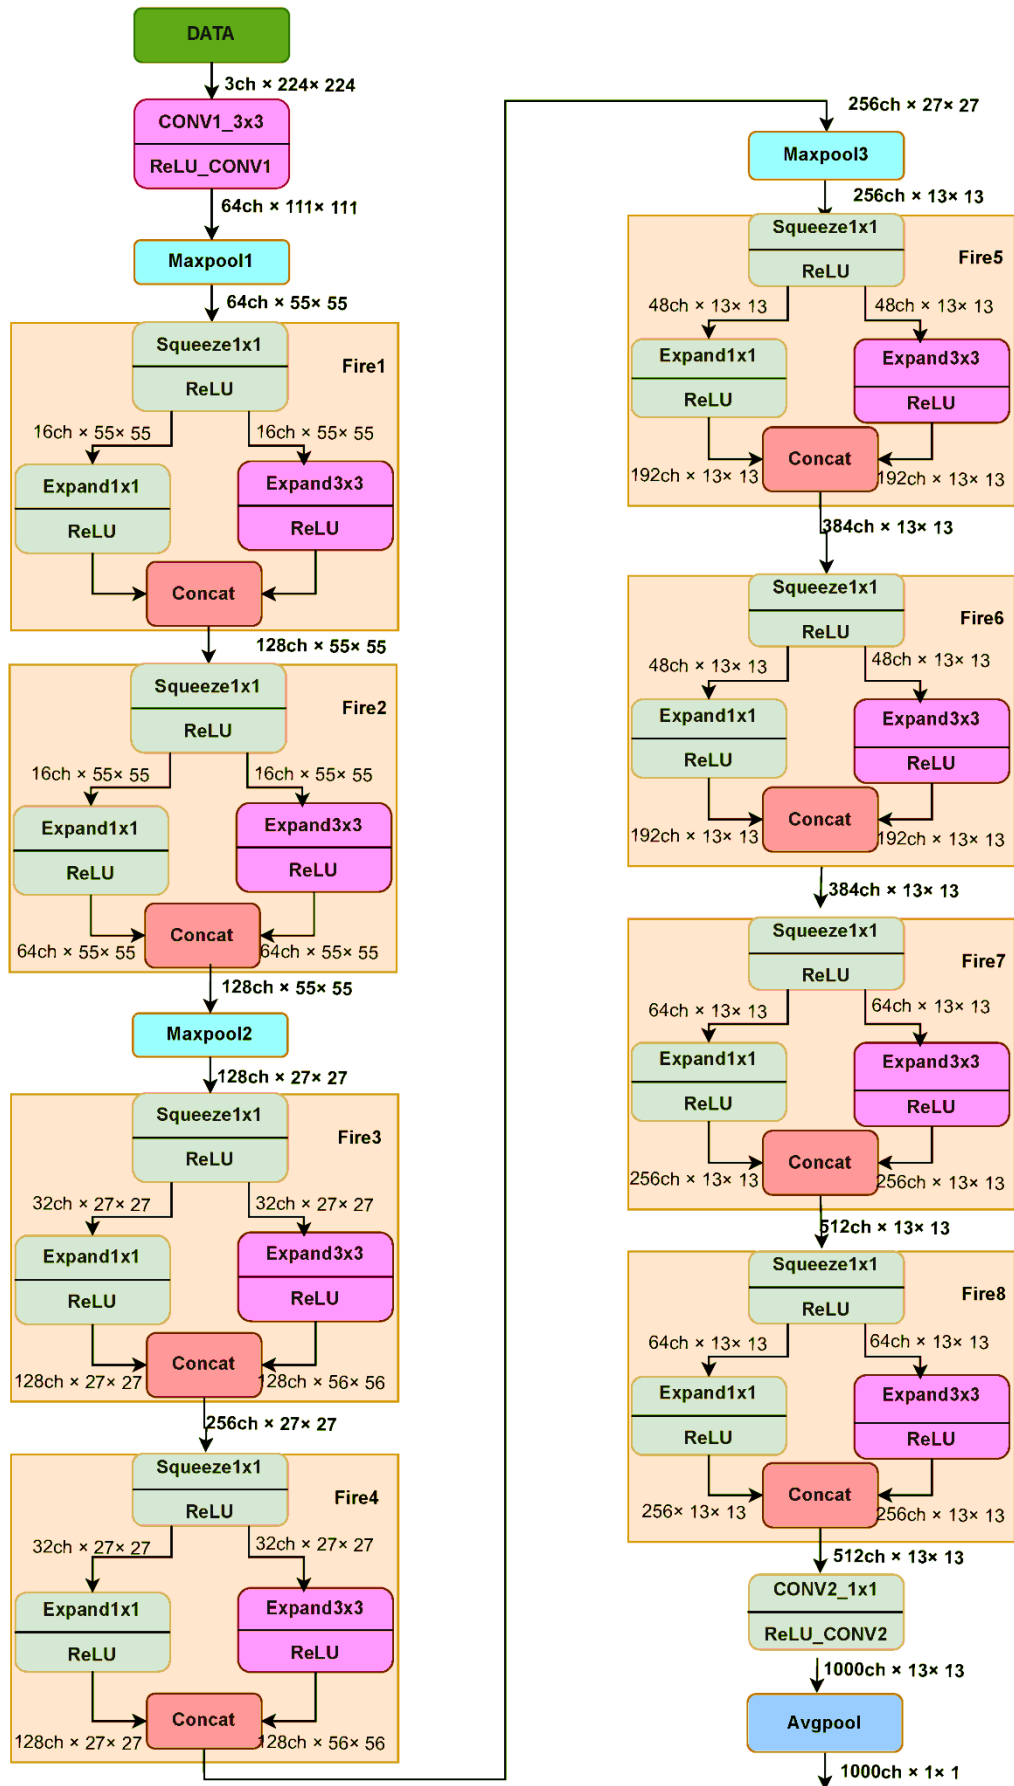 DATA
3ch × 224× 224
CONV1_3x3
ReLU_CONV1
64ch × 111× 111
Maxpool1
64ch × 55× 55
Squeeze1x1
ReLU
Fire1
16ch × 55× 55
16ch × 55× 55
Expand1x1
ReLU
Expand3x3
ReLU
Concat
128ch × 55× 55
Squeeze1x1
ReLU
Fire2
16ch × 55× 55
16ch × 55× 55
Expand1x1
ReLU
Expand3x3
ReLU
Concat
64ch × 55× 55
64ch × 55× 55
128ch × 55× 55
Maxpool2
128ch × 27× 27
Squeeze1x1
ReLU
Fire3
32ch × 27× 27
32ch × 27× 27
Expand1x1
ReLU
Expand3x3
ReLU
Concat
128ch × 27× 27
128ch × 56× 56
256ch × 27× 27
Squeeze1x1
ReLU
Fire4
32ch × 27× 27
32ch × 27× 27
Expand1x1
ReLU
Expand3x3
ReLU
Concat
128ch × 27× 27
128ch × 56× 56
256ch × 27× 27
Maxpool3
256ch × 13× 13
Squeeze1x1
ReLU
Fire5
48ch × 13× 13
48ch × 13× 13
Expand1x1
ReLU
Expand3x3
ReLU
Concat
192ch × 13× 13
192ch × 13× 13
384ch × 13× 13
Squeeze1x1
ReLU
Fire6
48ch × 13× 13
48ch × 13× 13
Expand1x1
ReLU
Expand3x3
ReLU
Concat
192ch × 13× 13
192ch × 13× 13
384ch × 13× 13
Squeeze1x1
ReLU
Fire7
64ch × 13× 13
64ch × 13× 13
Expand1x1
ReLU
Expand3x3
ReLU
Concat
256ch × 13× 13
256ch × 13× 13
512ch × 13× 13
Squeeze1x1
ReLU
Fire8
64ch × 13× 13
64ch × 13× 13
Expand1x1
ReLU
Expand3x3
ReLU
Concat
256× 13× 13
256ch × 13× 13
512ch × 13× 13
CONV2_1x1
ReLU_CONV2
1000ch × 13× 13
Avgpool
1000ch × 1× 1